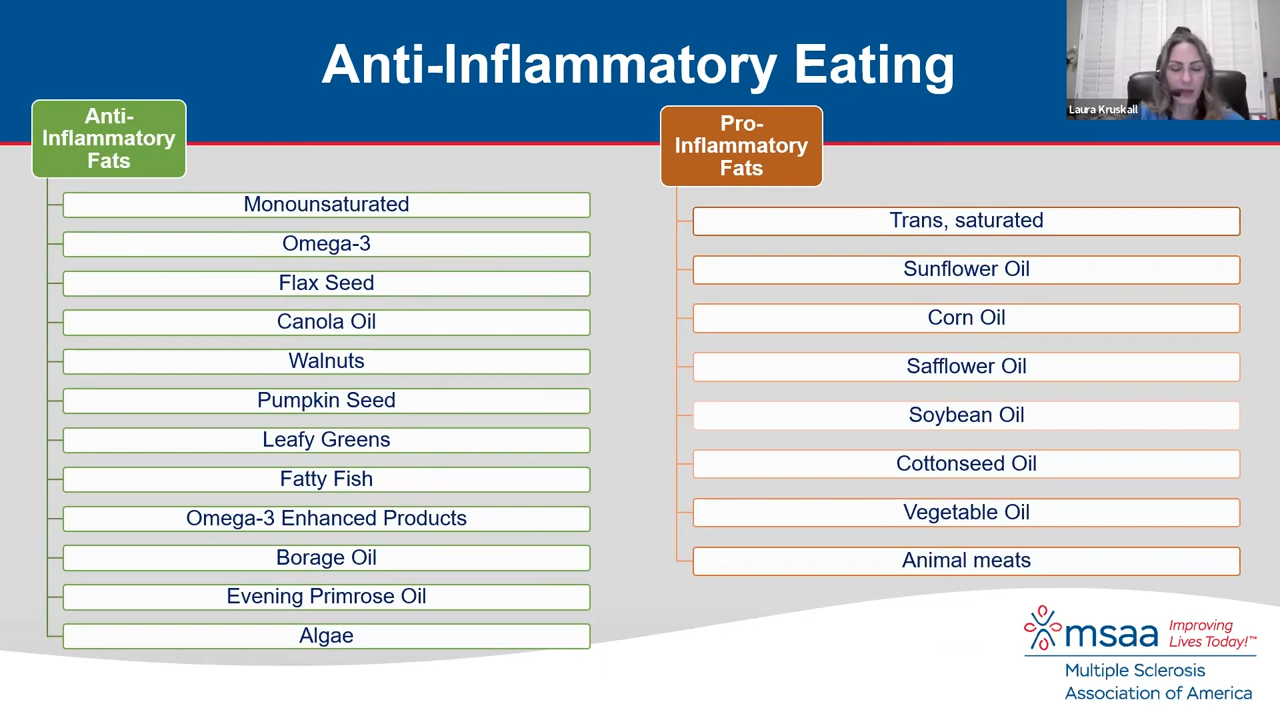 Anti-Inflammatory Eating
Laura Kruskall
Anti-
Inflammatory
Fats
Monounsaturated
Omega-3
Flax Seed
Canola Oil
Walnuts
Pumpkin Seed
Leafy Greens
Fatty Fish
Omega-3 Enhanced Products
Borage Oil
Evening Primrose Oil
Algae
Pro-
Inflammatory
Fats
Trans, saturated
Sunflower Oil
Corn Oil
Safflower Oil
Soybean Oil
Cottonseed Oil
Vegetable Oil
Animal meats
msaa
Improving
Lives Today!™
Multiple Sclerosis
Association of America